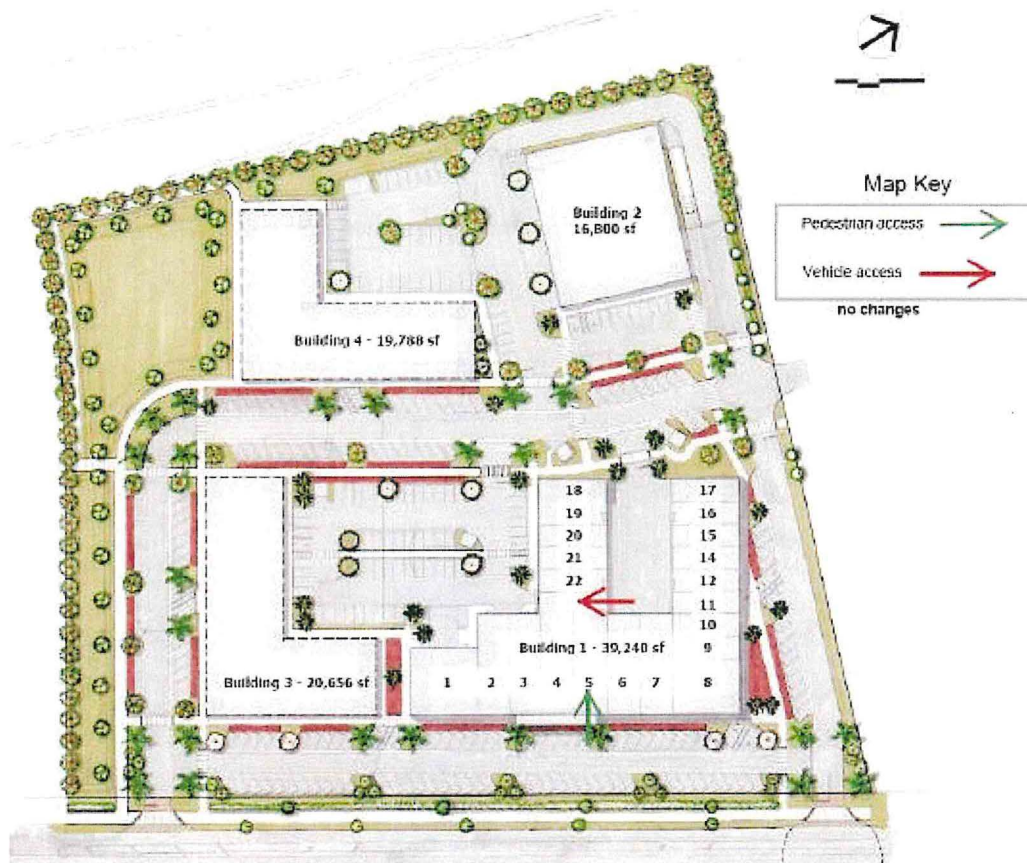 Map Key
Pedestrian access
Vehicle access
no changes
Building 2
16,800 sf
Building 4 - 19,788 sf
18
19
20
21
22
17
16
15
14
12
11
10
9
Building 1 - 39,240 sf
1 2 3 4 5 6 7 8
Building 3 - 20,656 sf